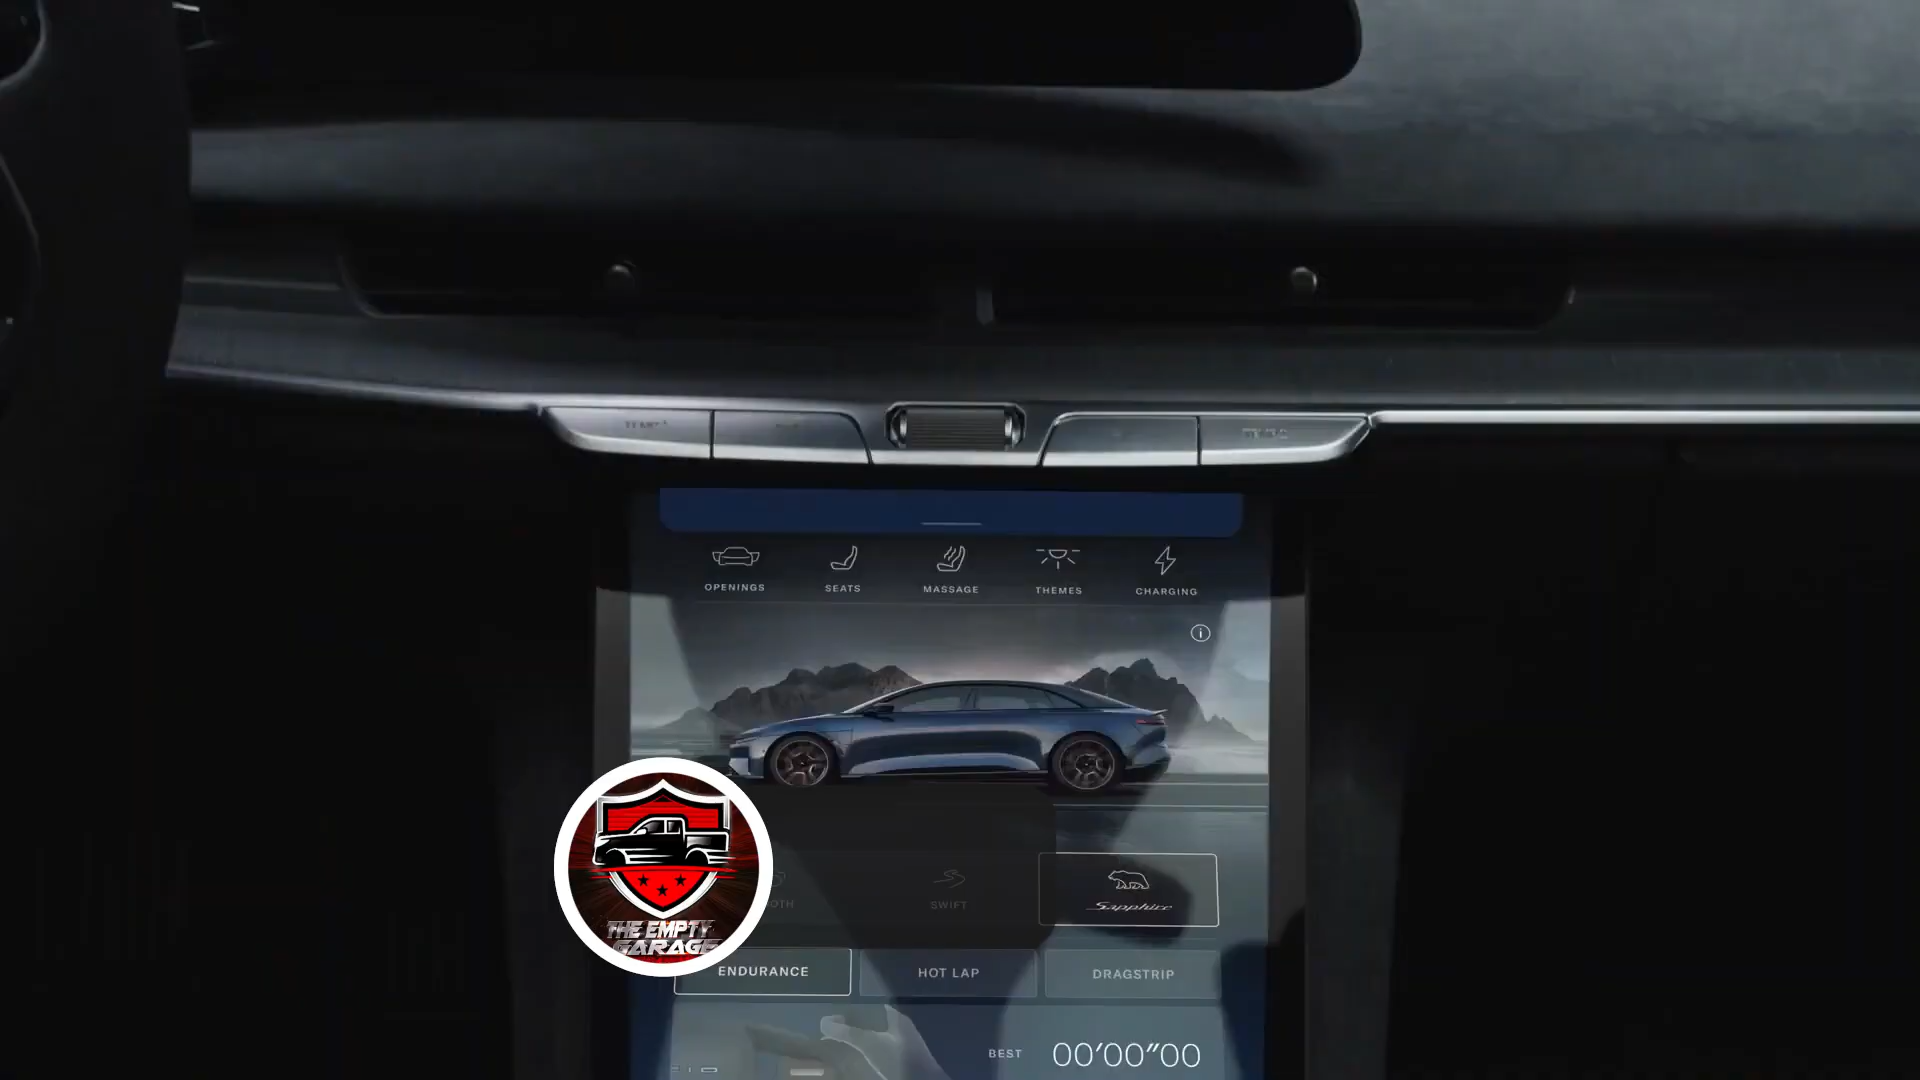 OPENINGS
SEATS
MASSAGE
THEMES
CHARGING
SWIFT
Sapphire
THE EMPTY
GARAGE
ENDURANCE
HOT LAP
DRAGSTRIP
BEST
00'00"00